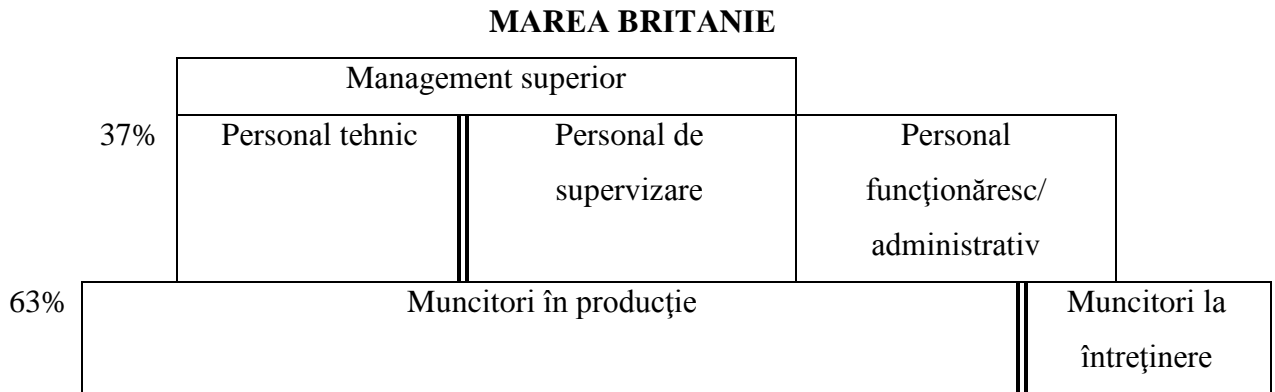 MAREA BRITANIE
Management superior
37%
Personal tehnic
Personal de
supervizare
Personal
funcţionăresc/
administrativ
63%
Muncitori în producţie
Muncitori la
întreţinere